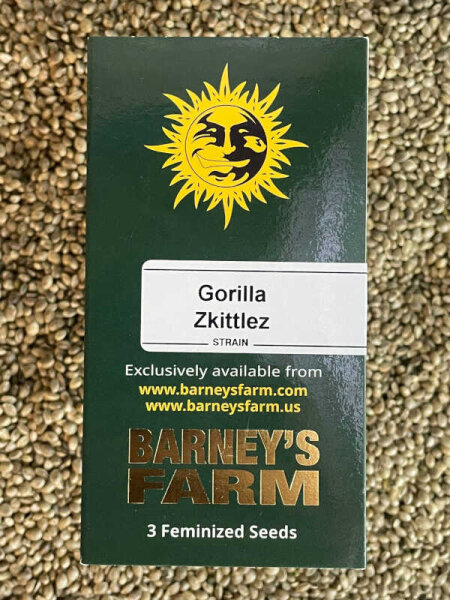 Gorilla
Zkittlez
STRAIN
Exclusively available from
www.barneysfarm.com
www.barneysfarm.us
BARNEY'S
FARM
3 Feminized Seeds